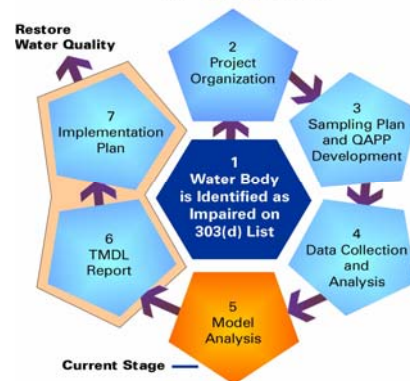 Restore
Water Quality
2
Project
Organization
3
Sampling Plan
and QAPP
Development
7
Implementation
Plan
1
Water Body
is Identified as
Impaired on
303(d) List
6
TMDL
Report
4
Data Collection
and
Analysis
5
Model
Analysis
Current Stage